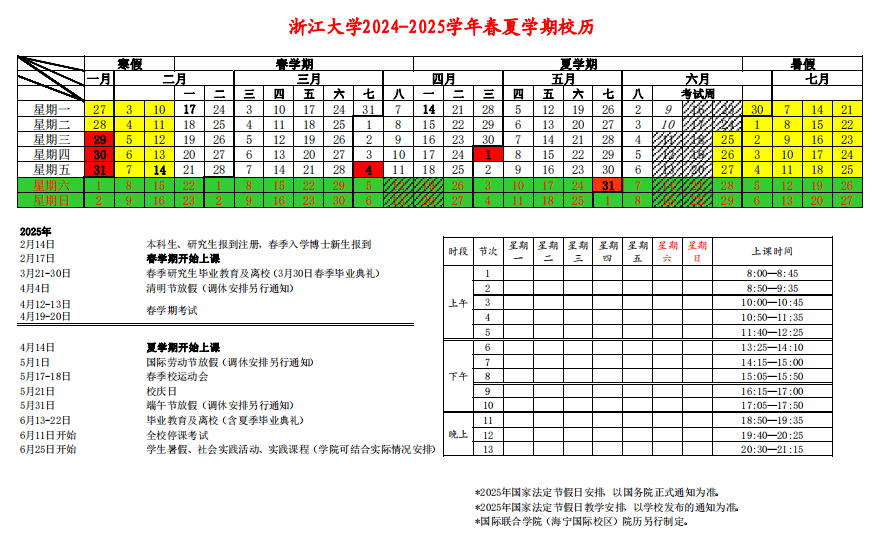 浙江大学2024-2025学年春夏学期校历
寒假 春学期 夏学期 暑假
一月 二月 三月 四月 五月 六月 七月
一 二 三 四 五 六 七 八 一 二 三 四 五 六 七 八 考试周
星期一 27 3 10 17 24 3 10 17 24 31 7 14 21 28 5 12 19 26 2 9 30 7 14 21
星期二 28 4 11 18 25 4 11 18 25 1 8 15 22 29 6 13 20 27 3 10 24 1 8 15 22
星期三 29 5 12 19 26 5 12 19 26 2 9 16 23 30 7 14 21 28 4 11 18 25 2 9 16 23
星期四 30 6 13 20 27 6 13 20 27 3 10 17 24 1 8 15 22 29 5 12 19 26 3 10 17 24
星期五 31 7 14 21 28 7 14 21 28 4 11 18 25 2 9 16 23 30 6 13 20 27 4 11 18 25
星期六 1 8 15 22 1 8 15 22 29 5 12 19 26 3 10 17 24 31 7 14 21 28 5 12 19 26
星期日 2 9 16 23 2 9 16 23 30 6 20 27 4 11 18 25 1 8 15 22 29 6 13 20 27
2025年
2月14日 本科生、研究生报到注册，春季入学博士新生报到
2月17日 春学期开始上课
3月21-30日 春季研究生毕业教育及离校（3月30日春季毕业典礼）
4月4日 清明节放假（调休安排另行通知）
4月12-13日
4月19-20日 春学期考试
4月14日 夏学期开始上课
5月1日 国际劳动节放假（调休安排另行通知）
5月17-18日 春季校运动会
5月21日 校庆日
5月31日 端午节放假（调休安排另行通知）
6月13-22日 毕业教育及离校（含夏季毕业典礼）
6月11日开始 全校停课考试
6月25日开始 学生暑假、社会实践活动、实践课程（学院可结合实际情况安排）
时段 节次 星期一 星期二 星期三 星期四 星期五 星期六 星期日 上课时间
上午 1 8:00—8:45
2 8:50—9:35
3 10:00—10:45
4 10:50—11:35
5 11:40—12:25
下午 6 13:25—14:10
7 14:15—15:00
8 15:05—15:50
9 16:15—17:00
10 17:05—17:50
晚上 11 18:50—19:35
12 19:40—20:25
13 20:30—21:15
*2025年国家法定节假日安排，以国务院正式通知为准。
*2025年国家法定节假日教学安排，以学校发布的通知为准。
*国际联合学院（海宁国际校区）院历另行制定。